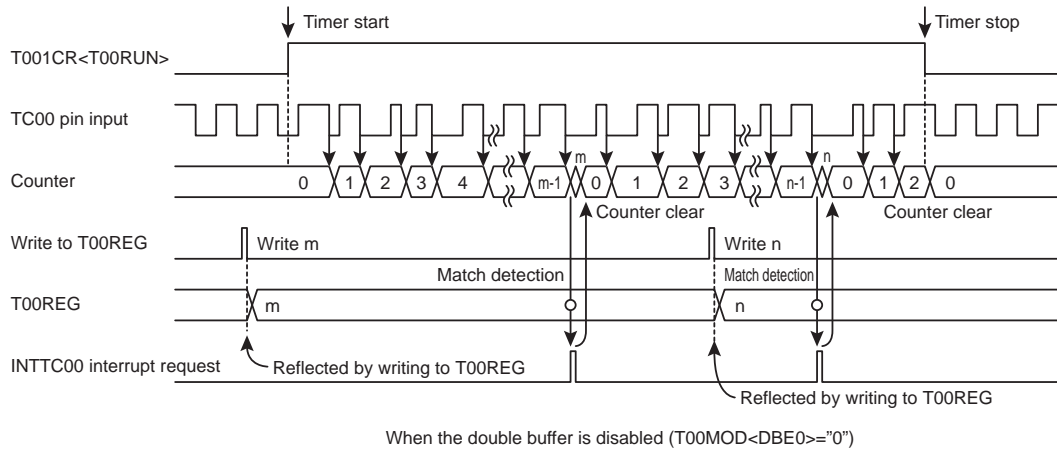 Timer start
Timer stop
T001CR<T00RUN>
TC00 pin input
m n
Counter 0 1 2 3 4 m-1 0 1 2 3 n-1 0 1 2 0
Counter clear Counter clear
Write to T00REG Write m Write n
Match detection Match detection
T00REG m n
INTTC00 interrupt request Reflected by writing to T00REG
Reflected by writing to T00REG
When the double buffer is disabled (T00MOD<DBE0>="0")